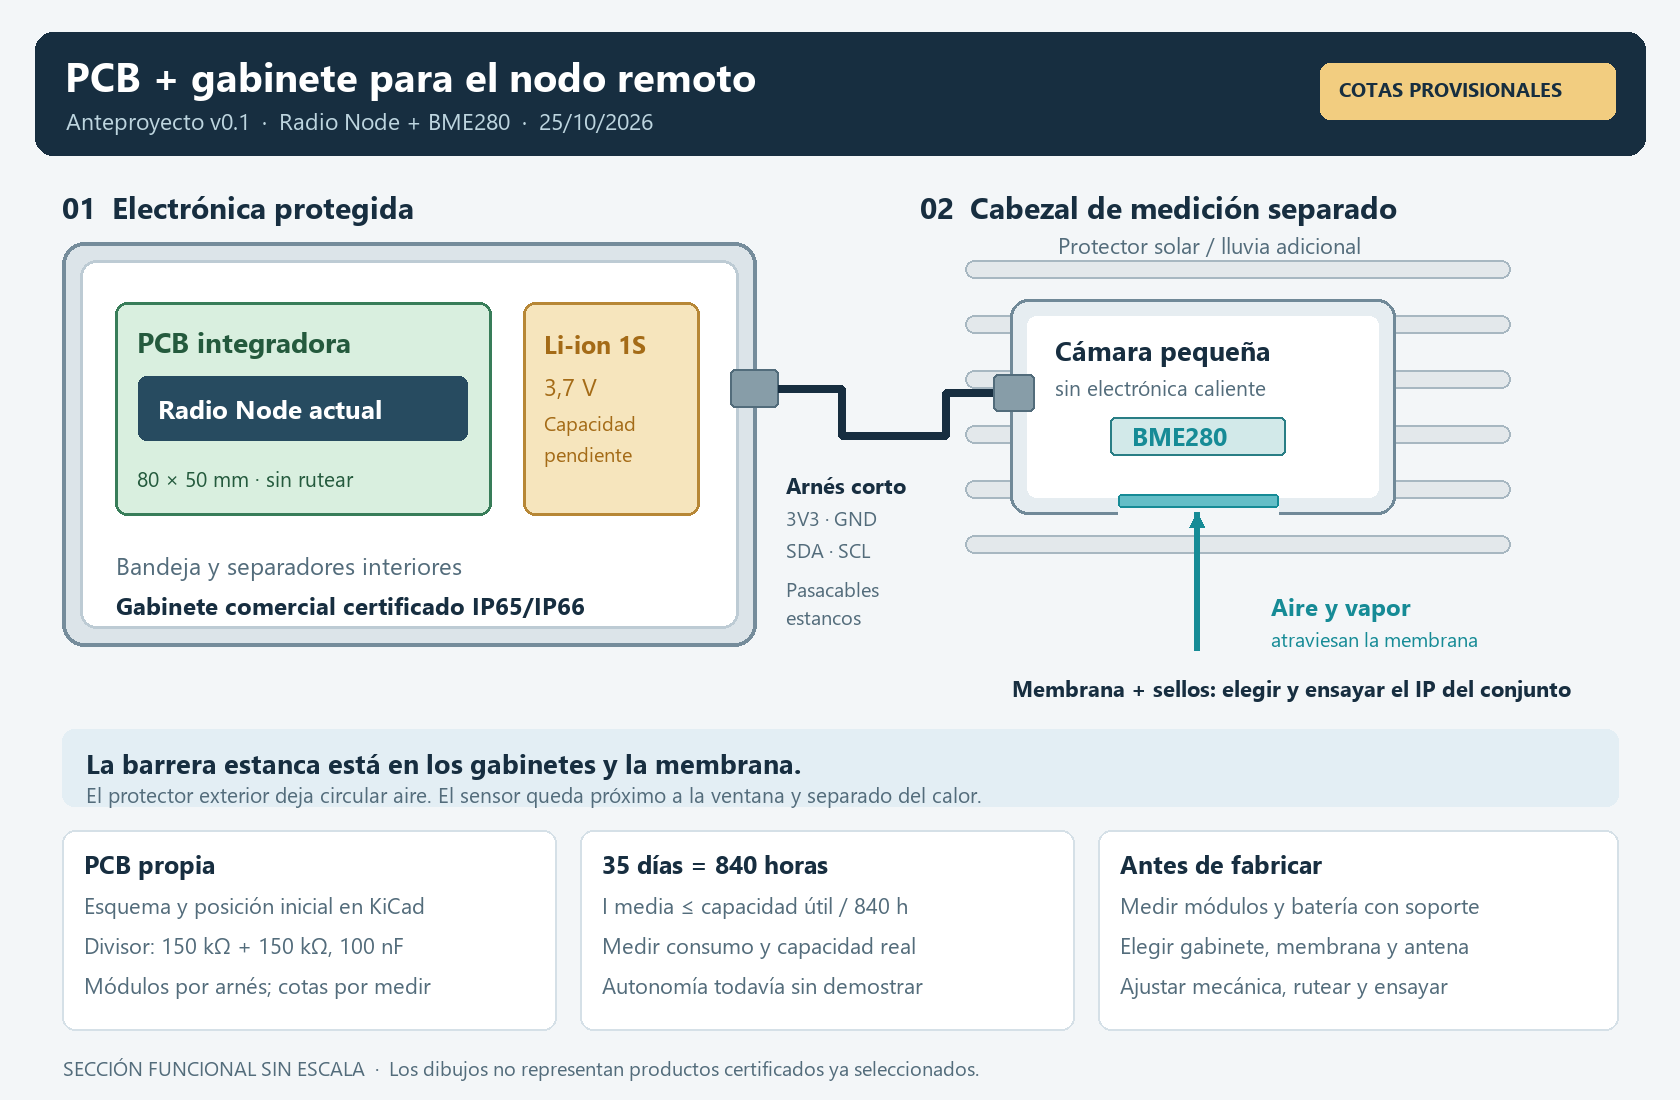 PCB + gabinete para el nodo remoto
Anteproyecto v0.1 · Radio Node + BME280 · 25/10/2026
COTAS PROVISIONALES
01 Electrónica protegida
PCB integradora
Radio Node actual
80 × 50 mm · sin rutear
Li-ion 1S
3,7 V
Capacidad
pendiente
Bandeja y separadores interiores
Gabinete comercial certificado IP65/IP66
Arnés corto
3V3 · GND
SDA · SCL
Pasacables
estancos
02 Cabezal de medición separado
Protector solar / lluvia adicional
Cámara pequeña
sin electrónica caliente
BME280
Aire y vapor
atraviesan la membrana
Membrana + sellos: elegir y ensayar el IP del conjunto
La barrera estanca está en los gabinetes y la membrana.
El protector exterior deja circular aire. El sensor queda próximo a la ventana y separado del calor.
PCB propia
Esquema y posición inicial en KiCad
Divisor: 150 kΩ + 150 kΩ, 100 nF
Módulos por arnés; cotas por medir
35 días = 840 horas
I media ≤ capacidad útil / 840 h
Medir consumo y capacidad real
Autonomía todavía sin demostrar
Antes de fabricar
Medir módulos y batería con soporte
Elegir gabinete, membrana y antena
Ajustar mecánica, rutear y ensayar
SECCIÓN FUNCIONAL SIN ESCALA · Los dibujos no representan productos certificados ya seleccionados.